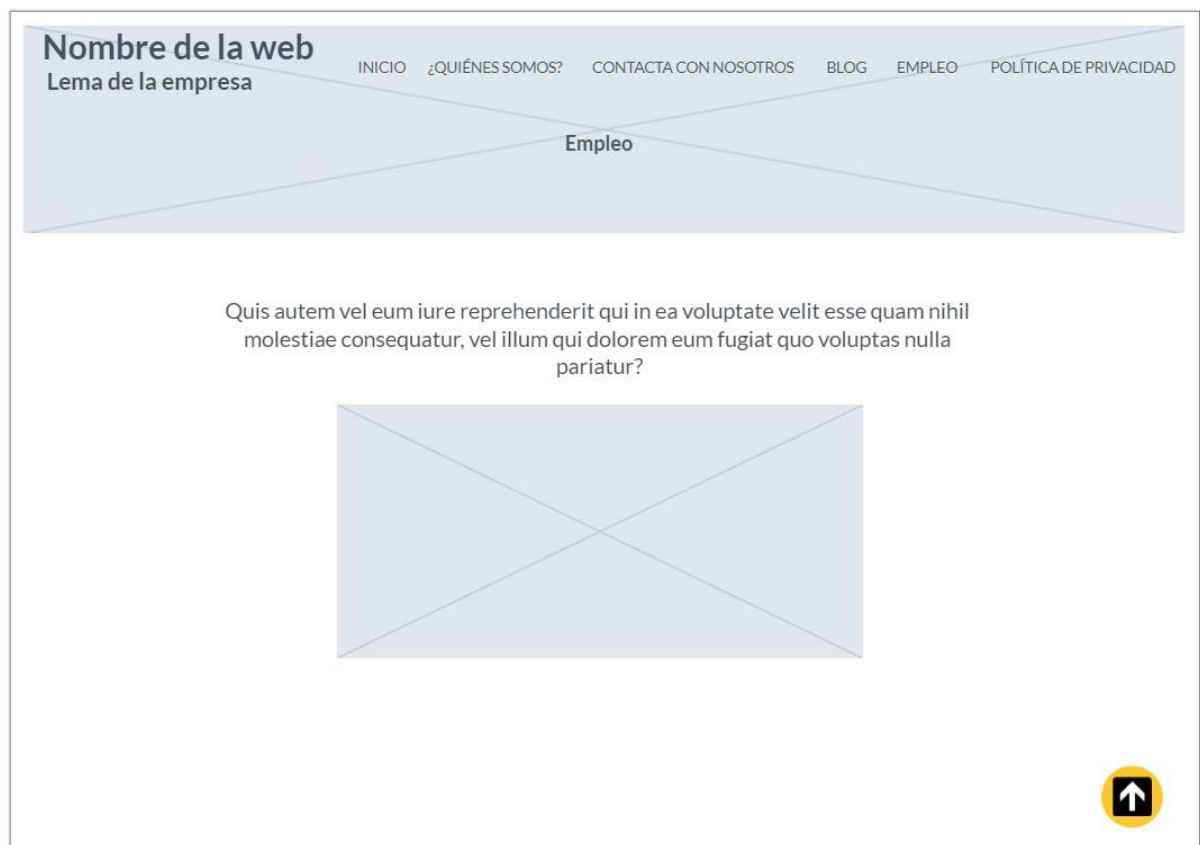 Nombre de la web
Lema de la empresa
INICIO ¿QUIÉNES SOMOS? CONTACTA CON NOSOTROS BLOG EMPLEO POLÍTICA DE PRIVACIDAD
Empleo
Quis autem vel eum iure reprehenderit qui in ea voluptate velit esse quam nihil
molestiae consequatur, vel illum qui dolorem eum fugiat quo voluptas nulla
pariatur?